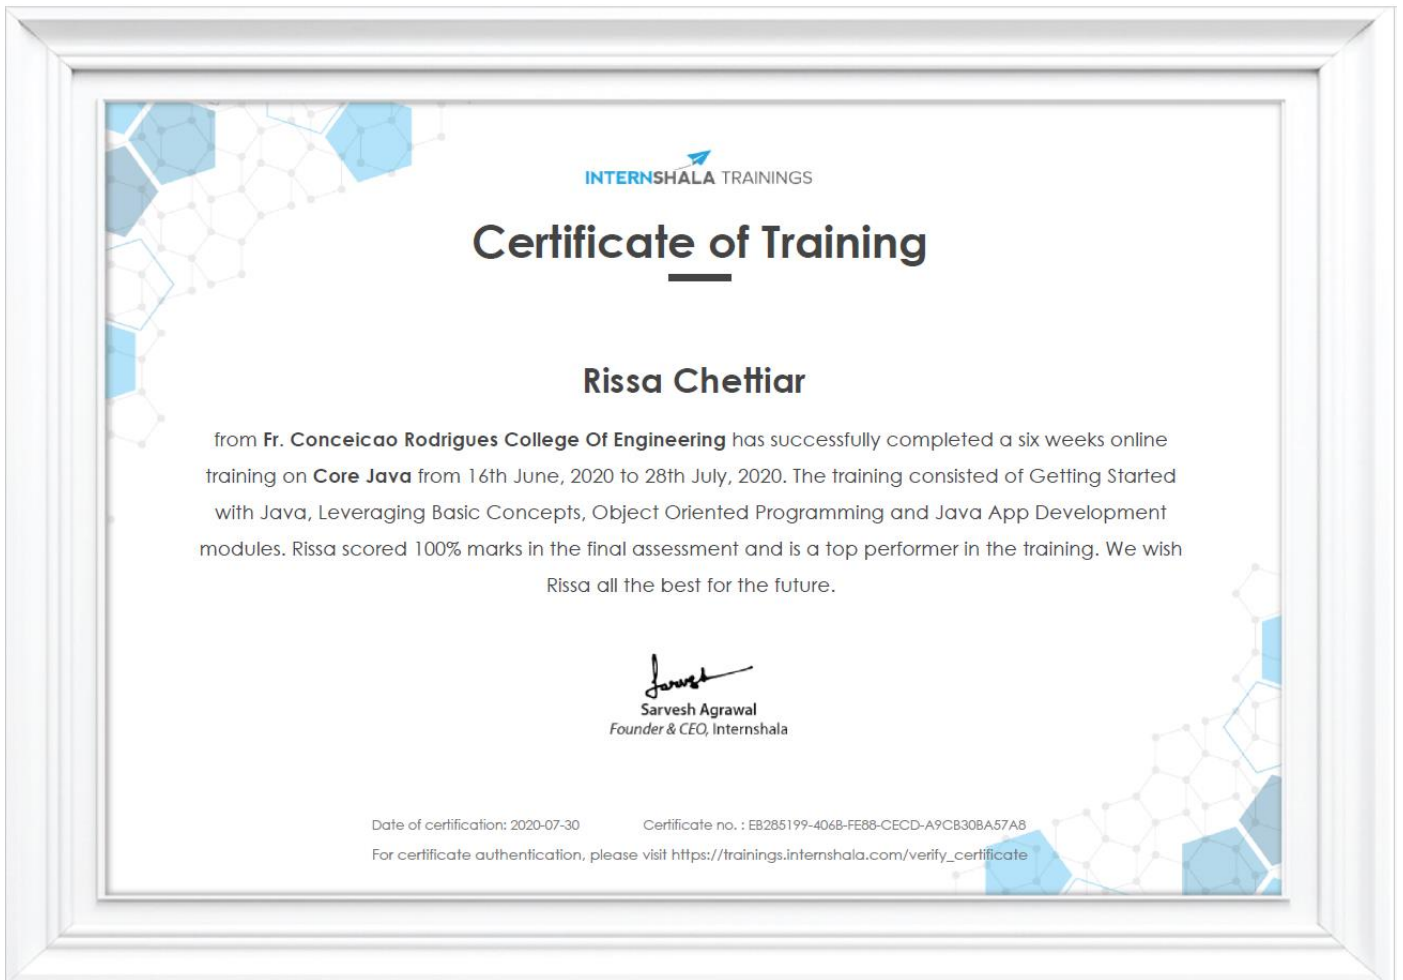 INTERNSHALA TRAININGS
Certificate of Training
Rissa Chettiar
from Fr. Conceicao Rodrigues College Of Engineering has successfully completed a six weeks online
training on Core Java from 16th June, 2020 to 28th July, 2020. The training consisted of Getting Started
with Java, Leveraging Basic Concepts, Object Oriented Programming and Java App Development
modules. Rissa scored 100% marks in the final assessment and is a top performer in the training. We wish
Rissa all the best for the future.
Sarvesh
Sarvesh Agrawal
Founder & CEO, Internshala
Date of certification: 2020-07-30 Certificate no. : EB285199-406B-FE88-CECD-A9CB30BA57A8
For certificate authentication, please visit https://trainings.internshala.com/verify_certificate